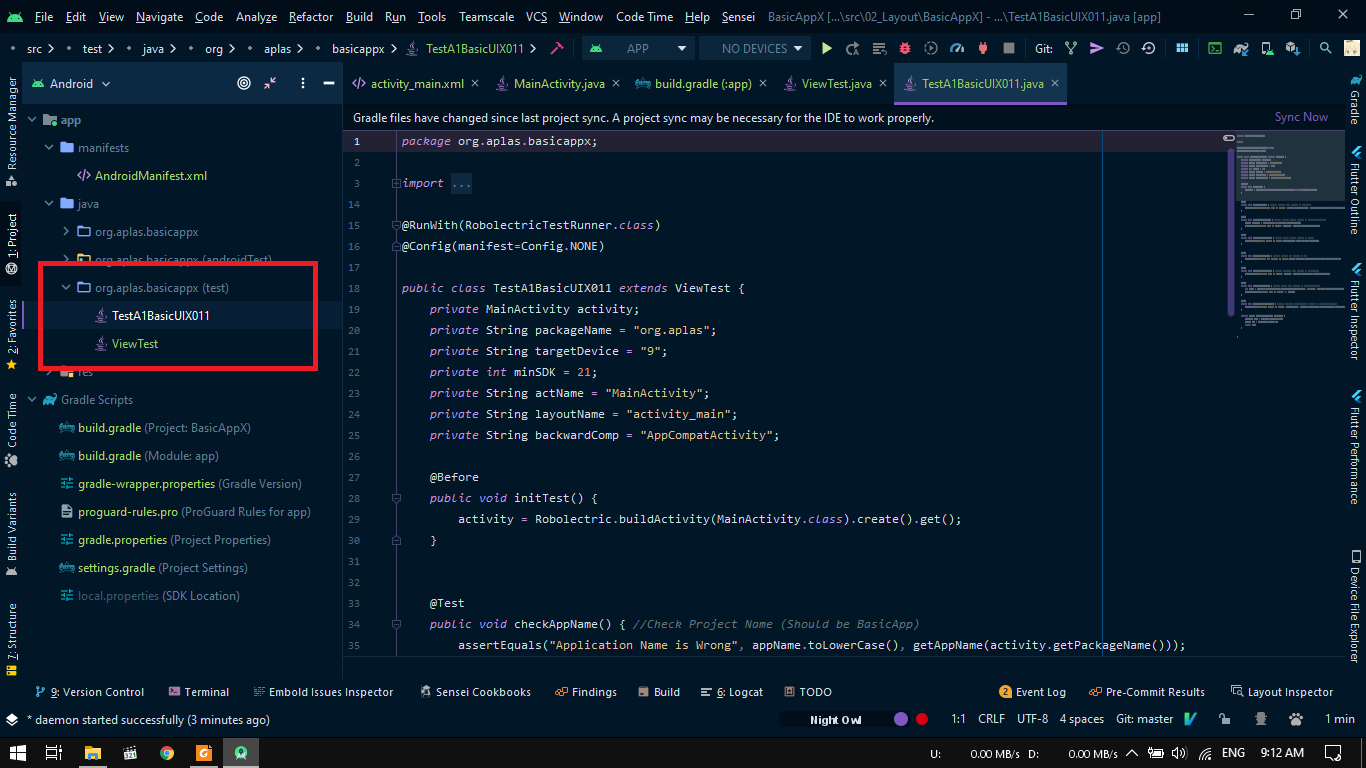 File Edit View Navigate Code Analyze Refactor Build Run Tools Teamscale VCS Window Code Time Help Sensei BasicAppX [...\src\02_Layout\BasicAppX] - ...\TestA1BasicUIX011.java [app]
src test java org aplas basicappx TestA1BasicUIX011 APP NO DEVICES Git:
Android
activity_main.xml MainActivity.java build.gradle (:app) ViewTest.java TestA1BasicUIX011.java
Gradle files have changed since last project sync. A project sync may be necessary for the IDE to work properly. Sync Now
Resource Manager
1: Project
2: Favorites
Code Time
Build Variants
7: Structure
app
manifests
AndroidManifest.xml
java
org.aplas.basicappx
org.aplas.basicappx (androidTest)
org.aplas.basicappx (test)
TestA1BasicUIX011
ViewTest
res
Gradle Scripts
build.gradle (Project: BasicAppX)
build.gradle (Module: app)
gradle-wrapper.properties (Gradle Version)
proguard-rules.pro (ProGuard Rules for app)
gradle.properties (Project Properties)
settings.gradle (Project Settings)
local.properties (SDK Location)
1 package org.aplas.basicappx;
2
3 import ...
14
15 @RunWith(RobolectricTestRunner.class)
16 @Config(manifest=Config.NONE)
17
18 public class TestA1BasicUIX011 extends ViewTest {
19 private MainActivity activity;
20 private String packageName = "org.aplas";
21 private String targetDevice = "9";
22 private int minSDK = 21;
23 private String actName = "MainActivity";
24 private String layoutName = "activity_main";
25 private String backwardComp = "AppCompatActivity";
26
27 @Before
28 public void initTest() {
29 activity = Robolectric.buildActivity(MainActivity.class).create().get();
30 }
31
32
33 @Test
34 public void checkAppName() { //Check Project Name (Should be BasicApp)
35 assertEquals("Application Name is Wrong", appName.toLowerCase(), getAppName(activity.getPackageName()));
Gradle
Flutter Inspector
Flutter Outline
Flutter Performance
Device File Explorer
9: Version Control Terminal Embold Issues Inspector Sensei Cookbooks Findings Build 6: Logcat TODO 2 Event Log Pre-Commit Results Layout Inspector
* daemon started successfully (3 minutes ago) Night Owl 1:1 CRLF UTF-8 4 spaces Git: master 1 min
U: 0.00 MB/s D: 0.00 MB/s ENG 9:12 AM